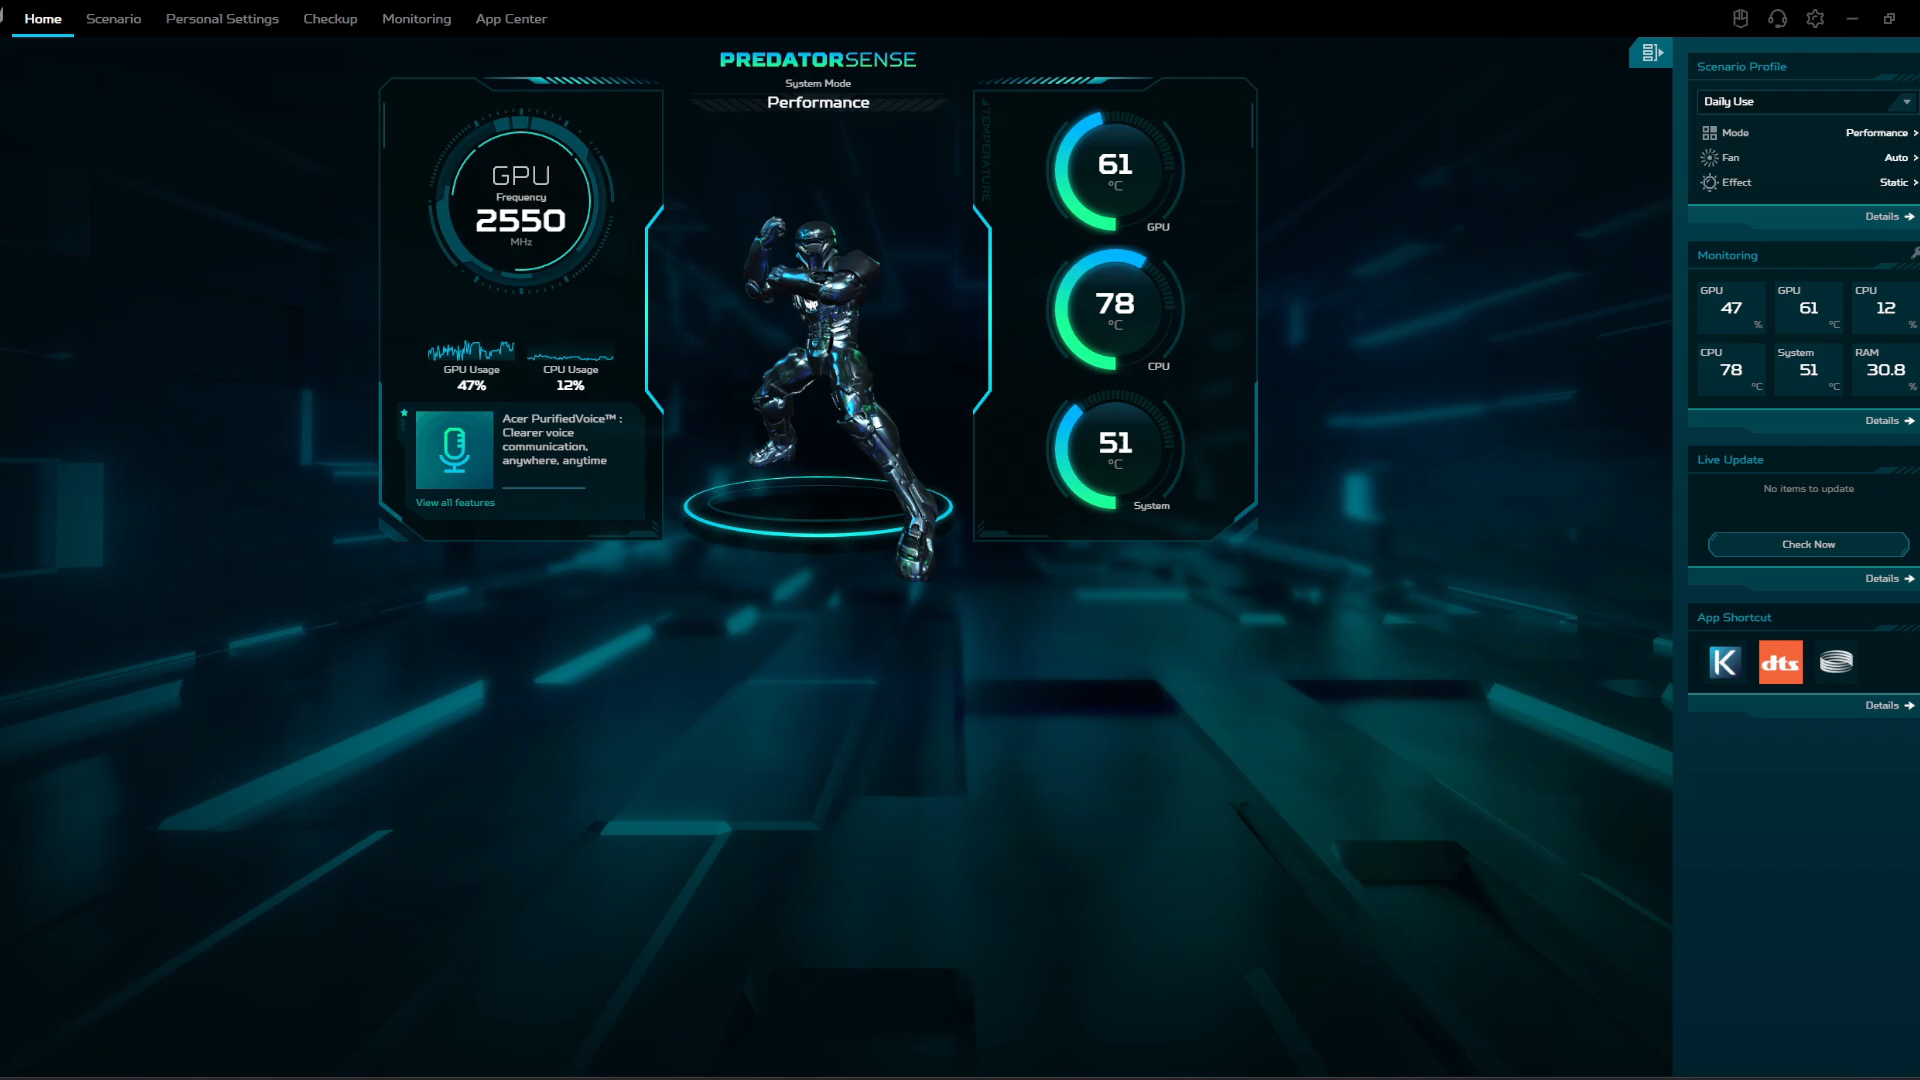 Home Scenario Personal Settings Checkup Monitoring App Center
PREDATORSENSE
System Mode
Performance
GPU
Frequency
2550
MHz
GPU Usage
47%
CPU Usage
12%
Acer PurifiedVoice™ :
Clearer voice
communication,
anywhere, anytime
View all features
TEMPERATURE
61
°C
GPU
78
°C
CPU
51
°C
System
Scenario Profile
Daily Use
Mode Performance
Fan Auto
Effect Static
Details
Monitoring
GPU
47
%
GPU
61
°C
CPU
12
%
CPU
78
°C
System
51
°C
RAM
30.8
%
Details
Live Update
No items to update
Check Now
Details
App Shortcut
K
dts
Details